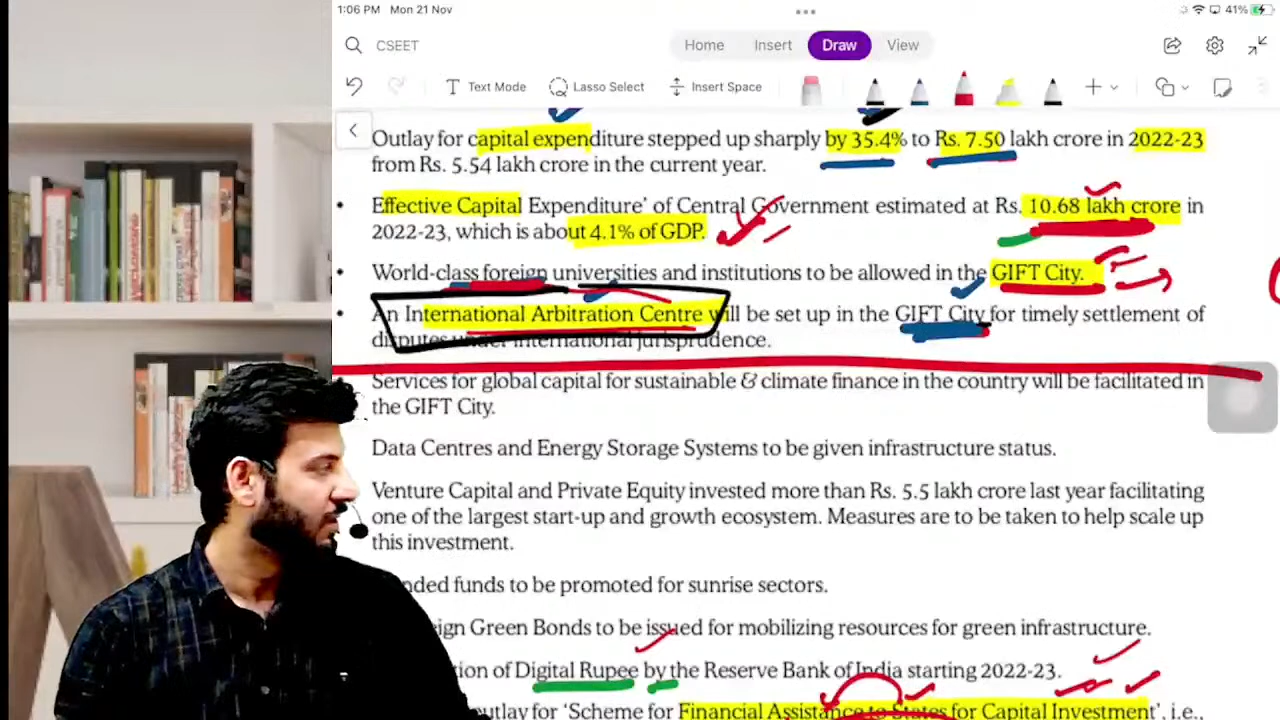 1:06 PM Mon 21 Nov
41%
CSEET
Home Insert Draw View
Text Mode Lasso Select Insert Space
Outlay for capital expenditure stepped up sharply by 35.4% to Rs. 7.50 lakh crore in 2022-23
from Rs. 5.54 lakh crore in the current year.
• Effective Capital Expenditure' of Central Government estimated at Rs. 10.68 lakh crore in
2022-23, which is about 4.1% of GDP.
• World-class foreign universities and institutions to be allowed in the GIFT City.
• An International Arbitration Centre will be set up in the GIFT City for timely settlement of
disputes under international jurisprudence.
Services for global capital for sustainable & climate finance in the country will be facilitated in
the GIFT City.
Data Centres and Energy Storage Systems to be given infrastructure status.
Venture Capital and Private Equity invested more than Rs. 5.5 lakh crore last year facilitating
one of the largest start-up and growth ecosystem. Measures are to be taken to help scale up
this investment.
nded funds to be promoted for sunrise sectors.
eign Green Bonds to be issued for mobilizing resources for green infrastructure.
ion of Digital Rupee by the Reserve Bank of India starting 2022-23.
outlay for 'Scheme for Financial Assistance to States for Capital Investment', i.e.,